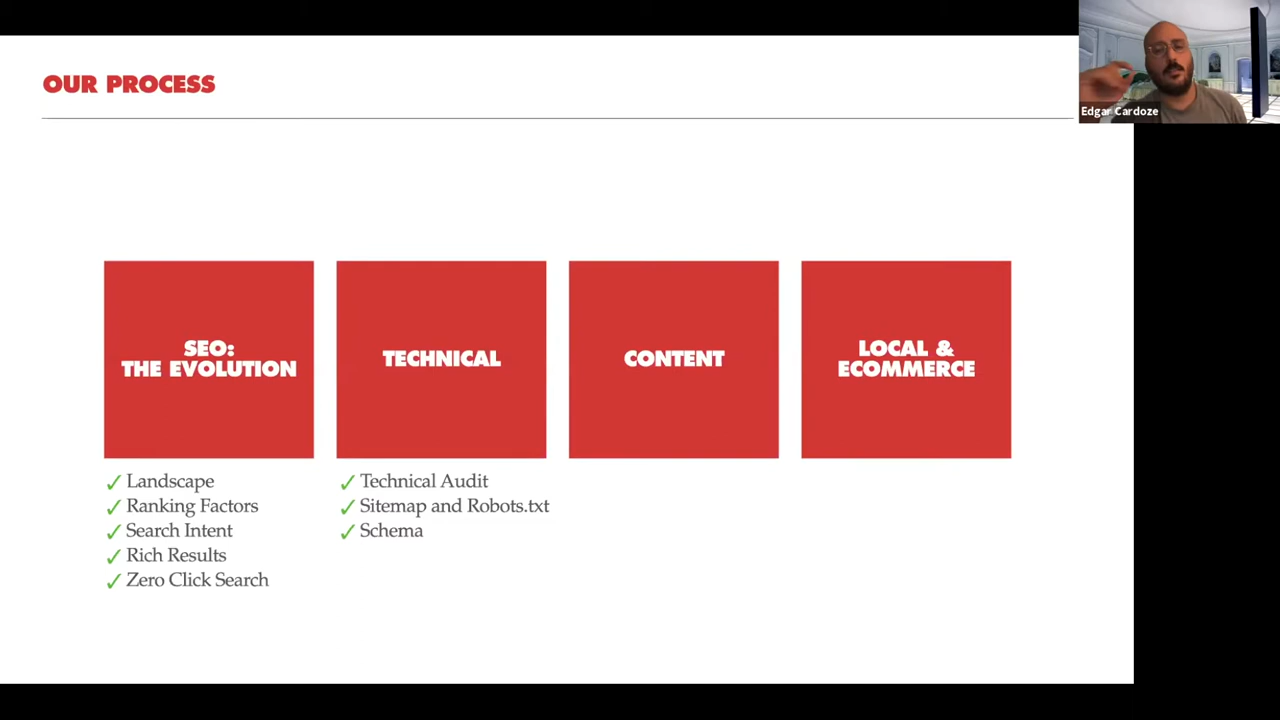 OUR PROCESS
Edgar Cardoze
SEO:
THE EVOLUTION
✓ Landscape
✓ Ranking Factors
✓ Search Intent
✓ Rich Results
✓ Zero Click Search
TECHNICAL
✓ Technical Audit
✓ Sitemap and Robots.txt
✓ Schema
CONTENT
LOCAL &
ECOMMERCE